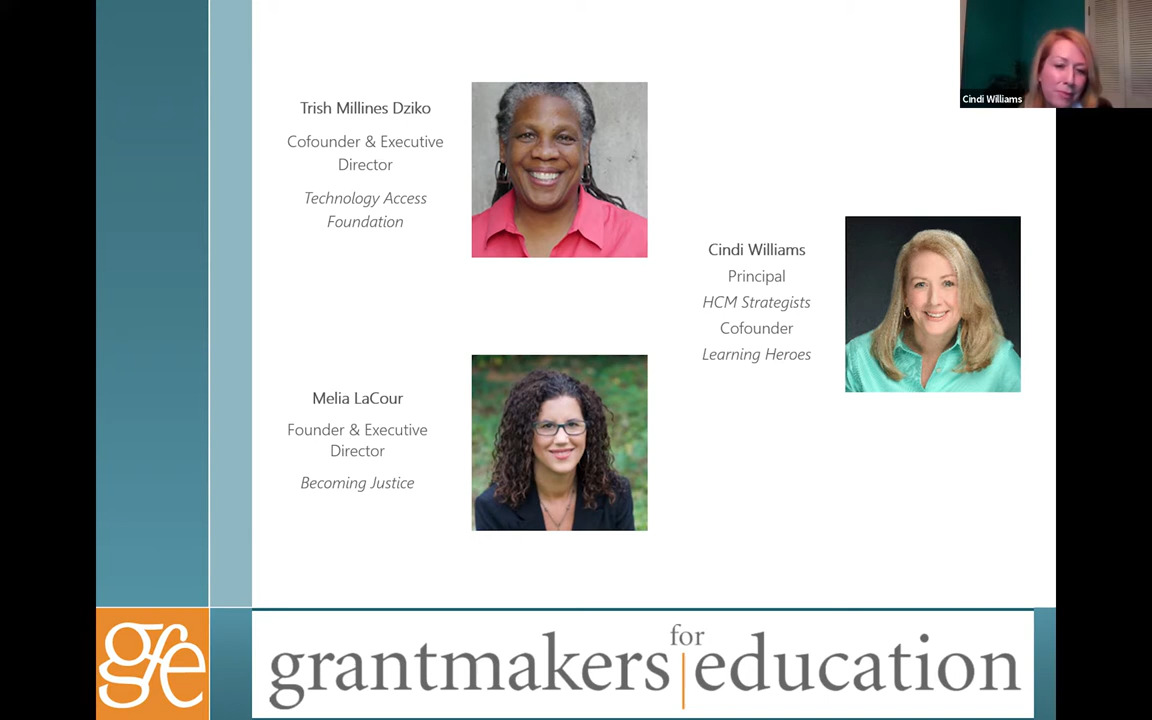 Trish Millines Dziko
Cofounder & Executive
Director
Technology Access
Foundation
Cindi Williams
Principal
HCM Strategists
Cofounder
Learning Heroes
Melia LaCour
Founder & Executive
Director
Becoming Justice
Cindi Williams
gfe
grantmakers for education